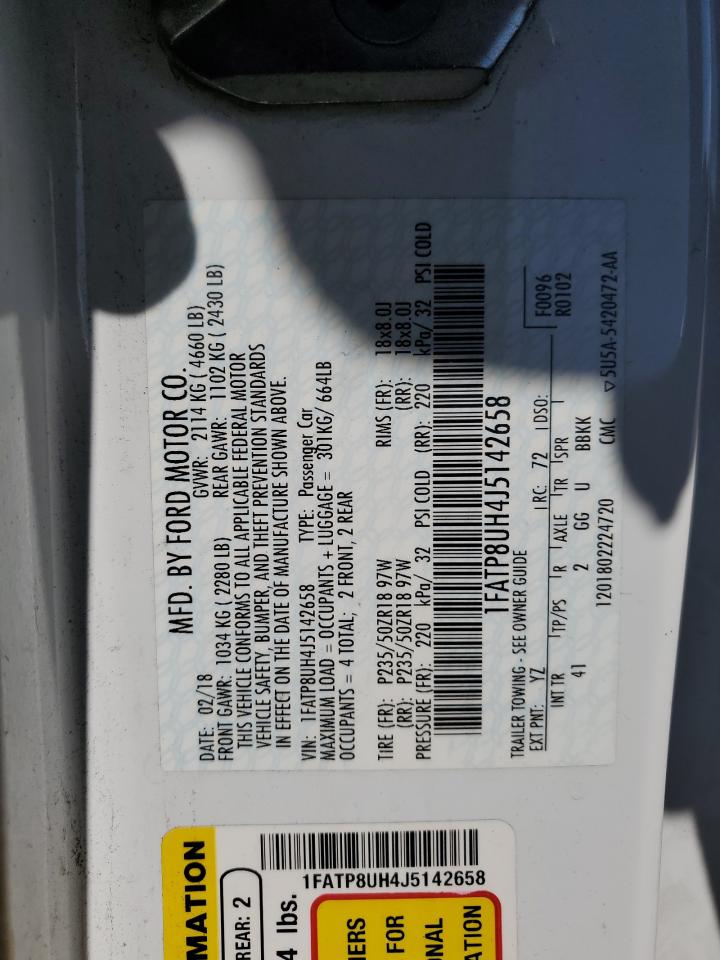 MFD. BY FORD MOTOR CO.
DATE: 02/18 GVWR: 2114 KG ( 4660 LB)
FRONT GAWR: 1034 KG ( 2280 LB) REAR GAWR: 1102 KG ( 2430 LB)
THIS VEHICLE CONFORMS TO ALL APPLICABLE FEDERAL MOTOR
VEHICLE SAFETY, BUMPER, AND THEFT PREVENTION STANDARDS
IN EFFECT ON THE DATE OF MANUFACTURE SHOWN ABOVE.
VIN: 1FATP8UH4J5142658 TYPE: Passenger Car
MAXIMUM LOAD = OCCUPANTS + LUGGAGE = 301KG/ 664LB
OCCUPANTS = 4 TOTAL; 2 FRONT, 2 REAR
TIRE (FR): P235/50ZR18 97W RIMS (FR): 18x8.0J
(RR): P235/50ZR18 97W (RR): 18x8.0J
PRESSURE (FR): 220 kPa/ 32 PSI COLD (RR): 220 kPa/ 32 PSI COLD
1FATP8UH4J5142658
TRAILER TOWING - SEE OWNER GUIDE
EXT PNT: YZ RC: 72 DSO: F0096
R0102
INT TR TP/PS R AXLE TR SPR
41 2 GG U BBKK
1201802224720 CMC ▽5U5A-5420472-AA
MATION
REAR: 2
4 lbs.
1FATP8UH4J5142658
IERS
FOR
NAL
ATION